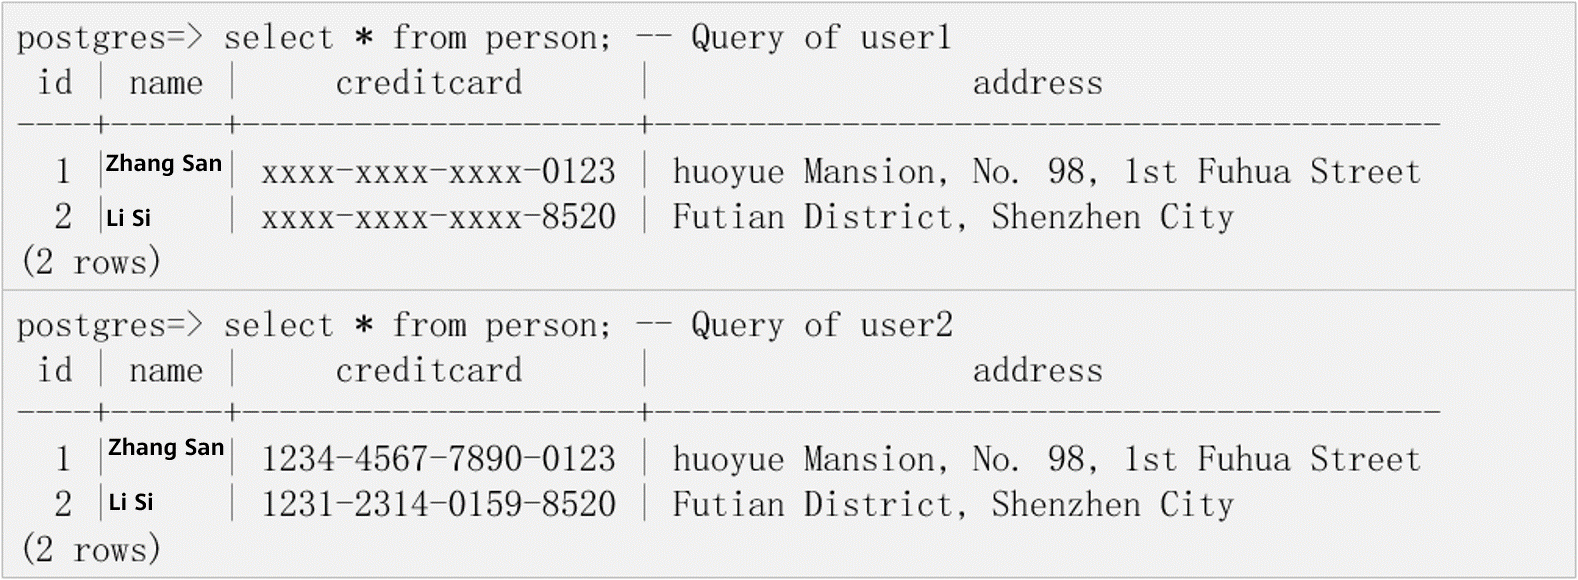 postgres=> select * from person; -- Query of user1
id | name | creditcard | address
----+------+---------------------+------------------------------------------
1 | Zhang San | xxxx-xxxx-xxxx-0123 | huoyue Mansion, No. 98, 1st Fuhua Street
2 | Li Si | xxxx-xxxx-xxxx-8520 | Futian District, Shenzhen City
(2 rows)
postgres=> select * from person; -- Query of user2
id | name | creditcard | address
----+------+---------------------+------------------------------------------
1 | Zhang San | 1234-4567-7890-0123 | huoyue Mansion, No. 98, 1st Fuhua Street
2 | Li Si | 1231-2314-0159-8520 | Futian District, Shenzhen City
(2 rows)